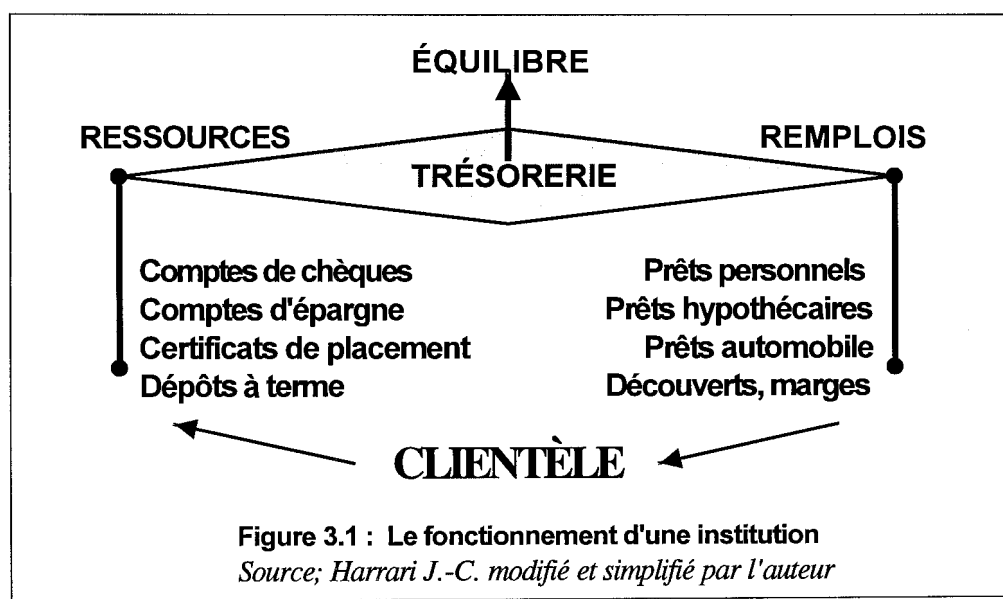 ÉQUILIBRE
RESSOURCES
REMPLOIS
TRÉSORERIE
Comptes de chèques
Comptes d'épargne
Certificats de placement
Dépôts à terme
Prêts personnels
Prêts hypothécaires
Prêts automobile
Découverts, marges
CLIENTÈLE
Figure 3.1 : Le fonctionnement d'une institution
Source; Harrari J.-C. modifié et simplifié par l'auteur